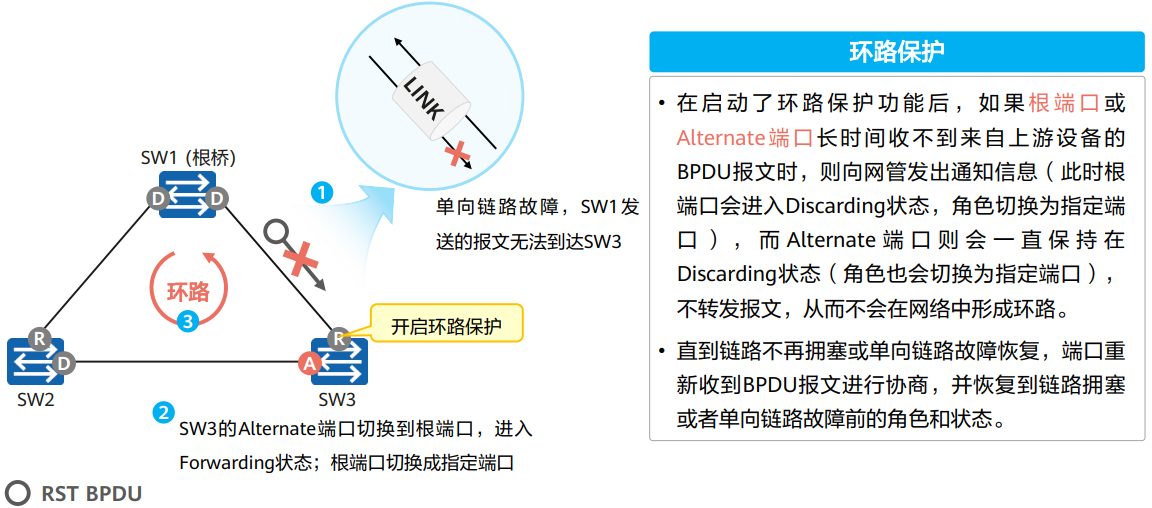 LINK
SW1 (根桥)
D
D
1
单向链路故障，SW1发
送的报文无法到达SW3
环路
3
开启环路保护
R
D
A
R
SW2
SW3
2
SW3的Alternate端口切换到根端口，进入
Forwarding状态；根端口切换成指定端口
RST BPDU
环路保护
• 在启动了环路保护功能后，如果根端口或
Alternate端口长时间收不到来自上游设备的
BPDU报文时，则向网管发出通知信息（此时根
端口会进入Discarding状态，角色切换为指定端
口），而Alternate端口则会一直保持在
Discarding状态（角色也会切换为指定端口），
不转发报文，从而不会在网络中形成环路。
• 直到链路不再拥塞或单向链路故障恢复，端口重
新收到BPDU报文进行协商，并恢复到链路拥塞
或者单向链路故障前的角色和状态。